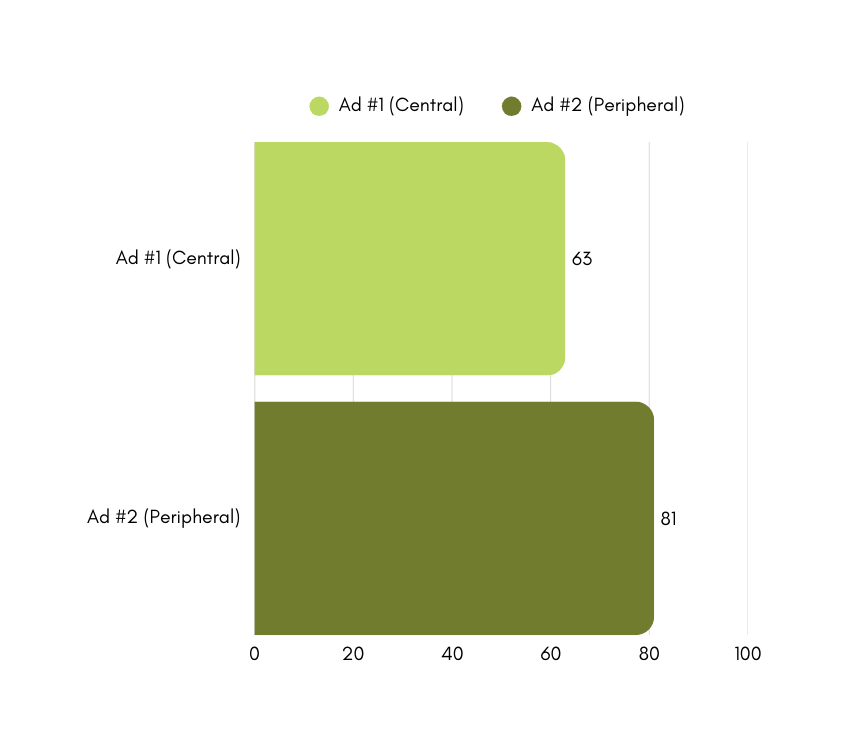 Ad #1 (Central) Ad #2 (Peripheral)
Ad #1 (Central) 63
Ad #2 (Peripheral) 81
0 20 40 60 80 100